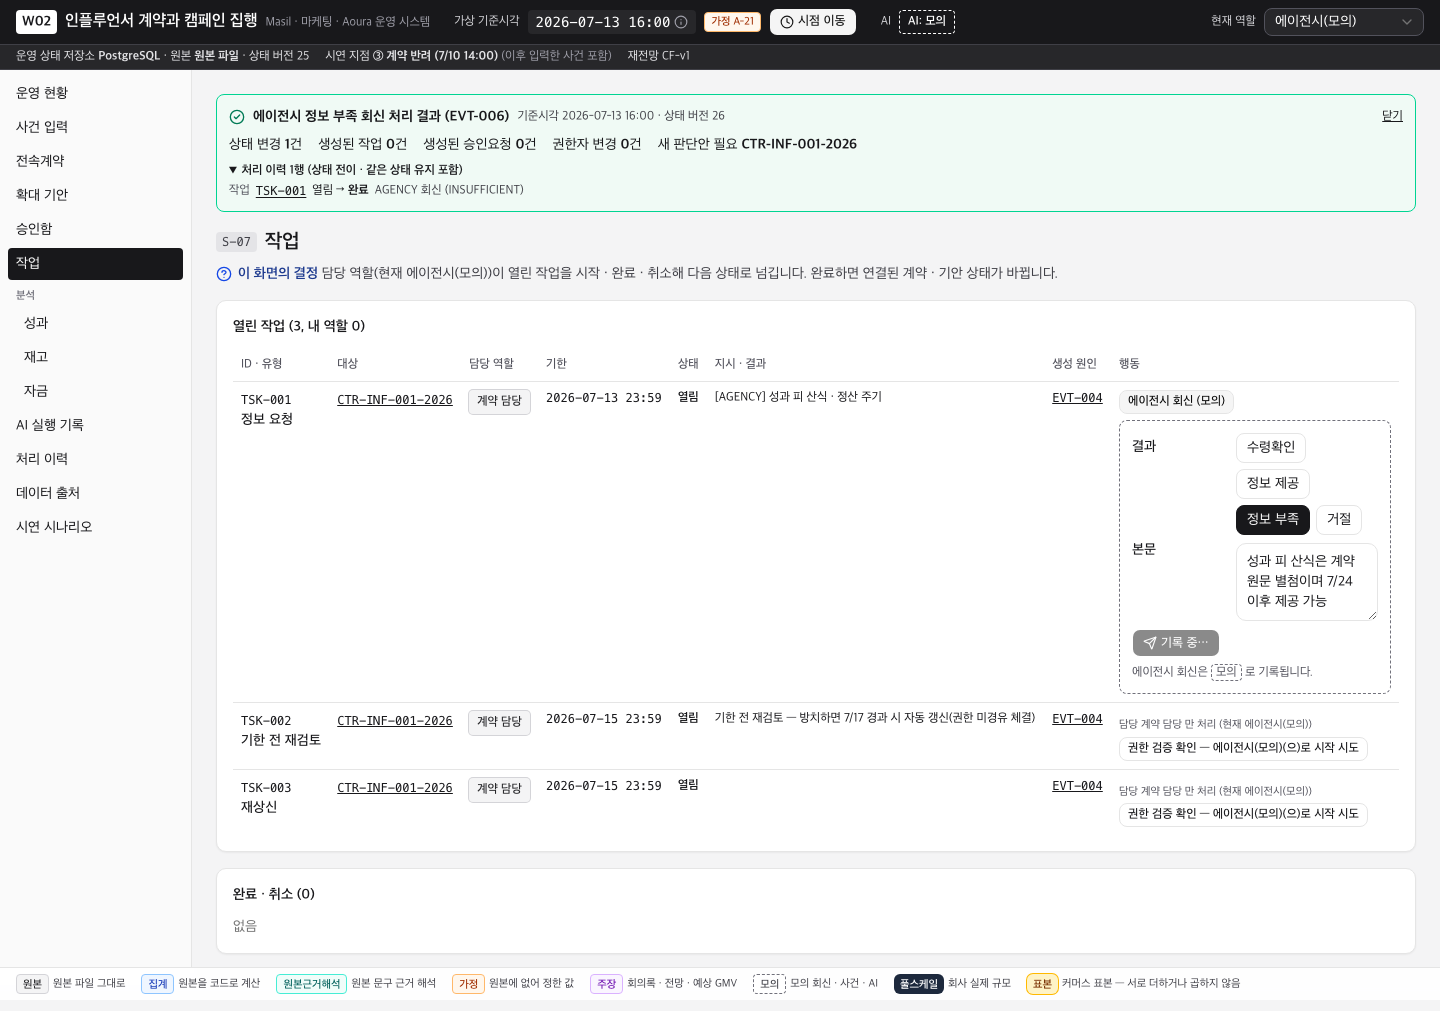 W02 인플루언서 계약과 캠페인 집행 Masil · 마케팅 · Aoura 운영 시스템 가상 기준시각 2026-07-13 16:00 가정 A-21 시점 이동 AI AI: 모의 현재 역할 에이전시(모의)
운영 상태 저장소 PostgreSQL · 원본 원본 파일 · 상태 버전 25 시연 지점 ③ 계약 반려 (7/10 14:00) (이후 입력한 사건 포함) 재전망 CF-v1
운영 현황
사건 입력
전속계약
확대 기안
승인함
작업
분석
성과
재고
자금
AI 실행 기록
처리 이력
데이터 출처
시연 시나리오
에이전시 정보 부족 회신 처리 결과 (EVT-006) 기준시각 2026-07-13 16:00 · 상태 버전 26 닫기
상태 변경 1건 생성된 작업 0건 생성된 승인요청 0건 권한자 변경 0건 새 판단안 필요 CTR-INF-001-2026
▼ 처리 이력 1행 (상태 전이 · 같은 상태 유지 포함)
작업 TSK-001 열림 → 완료 AGENCY 회신 (INSUFFICIENT)
S-07 작업
이 화면의 결정 담당 역할(현재 에이전시(모의))이 열린 작업을 시작 · 완료 · 취소해 다음 상태로 넘깁니다. 완료하면 연결된 계약 · 기안 상태가 바뀝니다.
열린 작업 (3, 내 역할 0)
ID · 유형 대상 담당 역할 기한 상태 지시 · 결과 생성 원인 행동
TSK-001 CTR-INF-001-2026 계약 담당 2026-07-13 23:59 열림 [AGENCY] 성과 피 산식 · 정산 주기 EVT-004 에이전시 회신 (모의)
정보 요청
결과 수령확인
정보 제공
정보 부족 거절
본문 성과 피 산식은 계약
원문 별첨이며 7/24
이후 제공 가능
기록 중…
에이전시 회신은 모의 로 기록됩니다.
TSK-002 CTR-INF-001-2026 계약 담당 2026-07-15 23:59 열림 기한 전 재검토 — 방치하면 7/17 경과 시 자동 갱신(권한 미경유 체결) EVT-004 담당 계약 담당 만 처리 (현재 에이전시(모의))
기한 전 재검토 권한 검증 확인 — 에이전시(모의)(으)로 시작 시도
TSK-003 CTR-INF-001-2026 계약 담당 2026-07-15 23:59 열림 EVT-004 담당 계약 담당 만 처리 (현재 에이전시(모의))
재상신 권한 검증 확인 — 에이전시(모의)(으)로 시작 시도
완료 · 취소 (0)
없음
원본 원본 파일 그대로 집계 원본을 코드로 계산 원본근거해석 원본 문구 근거 해석 가정 원본에 없어 정한 값 주장 회의록 · 전망 · 예상 GMV 모의 모의 회신 · 사건 · AI 풀스케일 회사 실제 규모 표본 커머스 표본 — 서로 더하거나 곱하지 않음